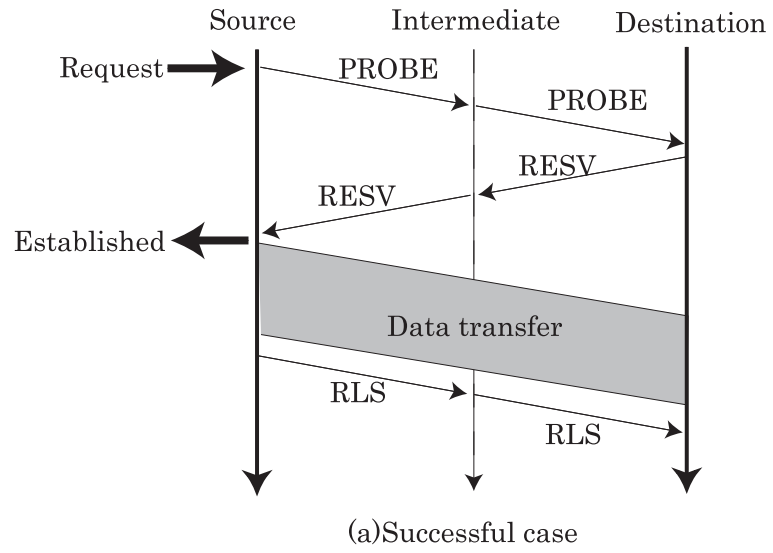 Source Intermediate Destination
Request
PROBE
PROBE
RESV
RESV
Established
Data transfer
RLS
RLS
(a)Successful case